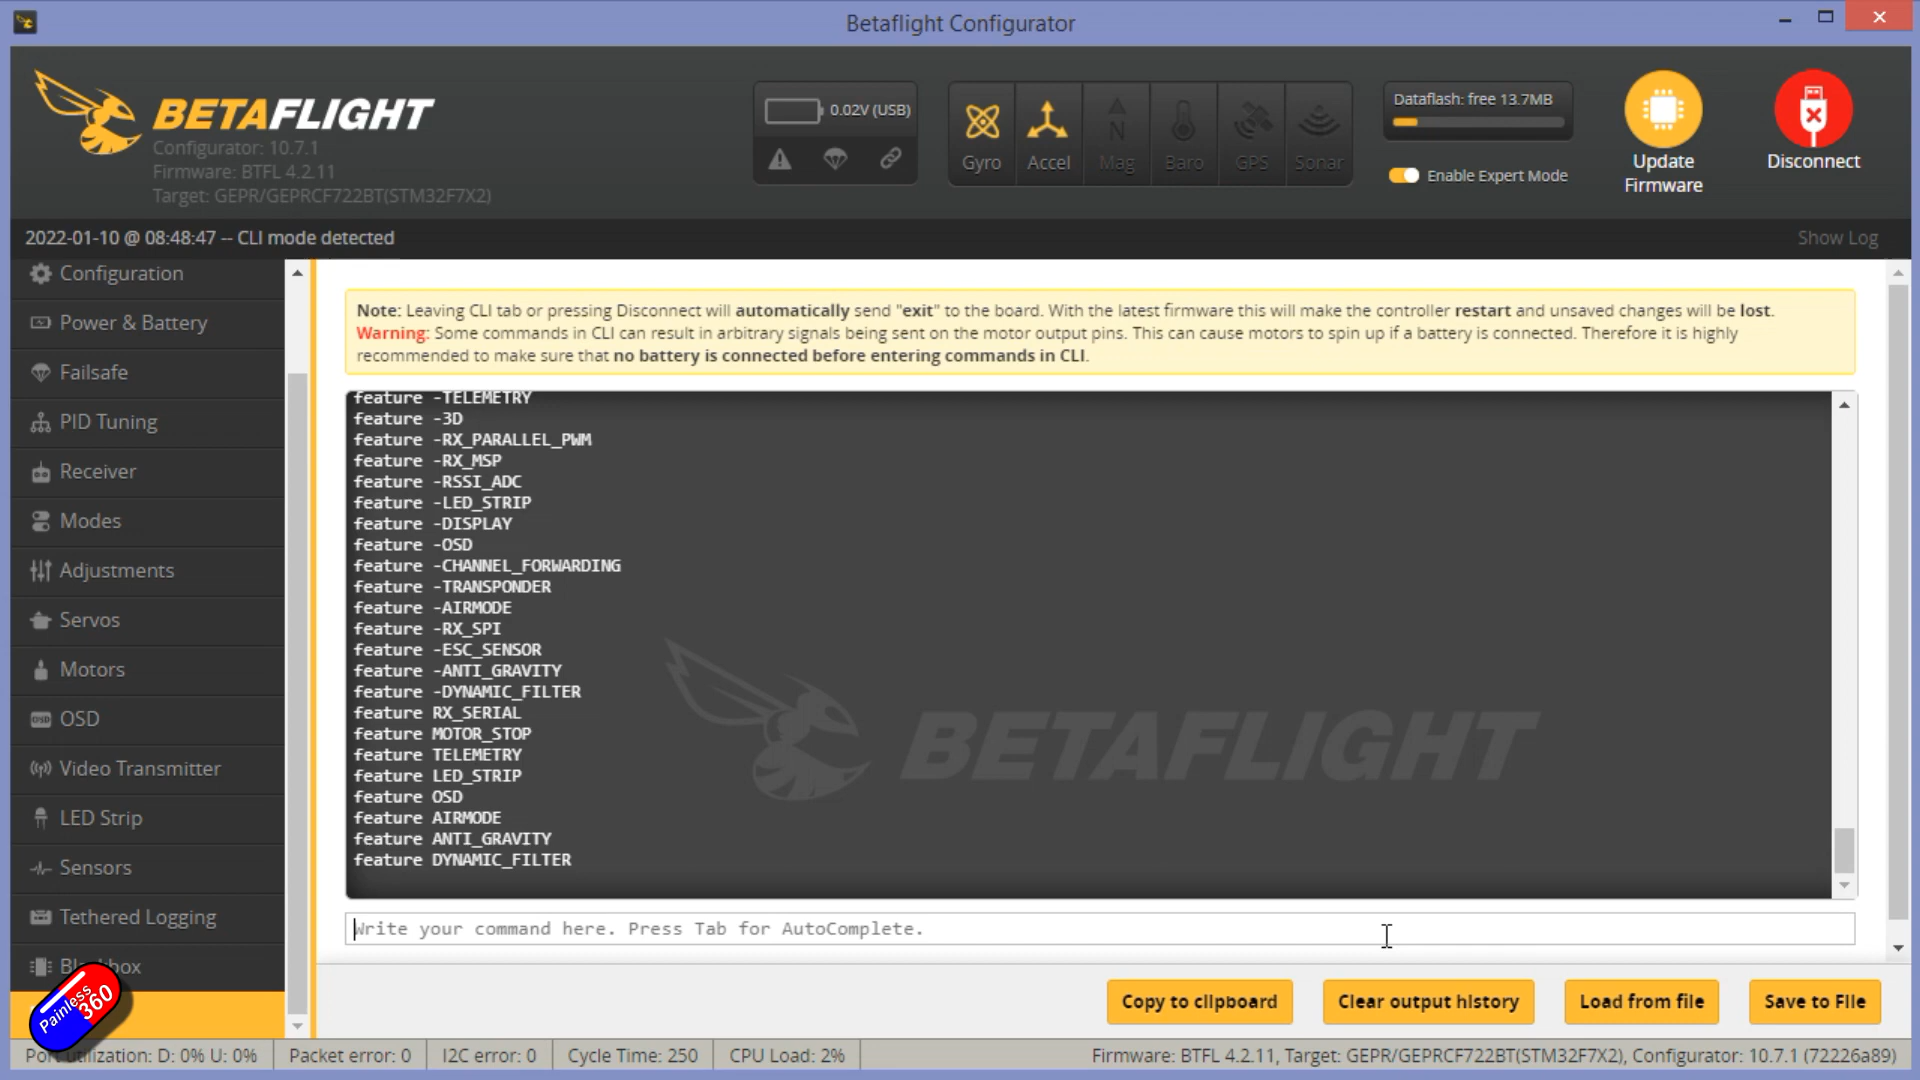 Betaflight Configurator
BETAFLIGHT
Configurator: 10.7.1
Firmware: BTFL 4.2.11
Target: GEPR/GEPRCF722BT(STM32F7X2)
0.02V (USB)
Gyro
Accel
Mag
Baro
GPS
Sonar
Dataflash: free 13.7MB
Enable Expert Mode
Update
Firmware
Disconnect
2022-01-10 @ 08:48:47 -- CLI mode detected
Show Log
Configuration
Power & Battery
Failsafe
PID Tuning
Receiver
Modes
Adjustments
Servos
Motors
OSD
Video Transmitter
LED Strip
Sensors
Tethered Logging
Blackbox
Painless
360
Note: Leaving CLI tab or pressing Disconnect will automatically send "exit" to the board. With the latest firmware this will make the controller restart and unsaved changes will be lost.
Warning: Some commands in CLI can result in arbitrary signals being sent on the motor output pins. This can cause motors to spin up if a battery is connected. Therefore it is highly
recommended to make sure that no battery is connected before entering commands in CLI.
feature -TELEMETRY
feature -3D
feature -RX_PARALLEL_PWM
feature -RX_MSP
feature -RSSI_ADC
feature -LED_STRIP
feature -DISPLAY
feature -OSD
feature -CHANNEL_FORWARDING
feature -TRANSPONDER
feature -AIRMODE
feature -RX_SPI
feature -ESC_SENSOR
feature -ANTI_GRAVITY
feature -DYNAMIC_FILTER
feature RX_SERIAL
feature MOTOR_STOP
feature TELEMETRY
feature LED_STRIP
feature OSD
feature AIRMODE
feature ANTI_GRAVITY
feature DYNAMIC_FILTER
BETAFLIGHT
Write your command here. Press Tab for AutoComplete.
Copy to clipboard
Clear output history
Load from file
Save to File
Port utilization: D: 0% U: 0%
Packet error: 0
I2C error: 0
Cycle Time: 250
CPU Load: 2%
Firmware: BTFL 4.2.11, Target: GEPR/GEPRCF722BT(STM32F7X2), Configurator: 10.7.1 (72226a89)